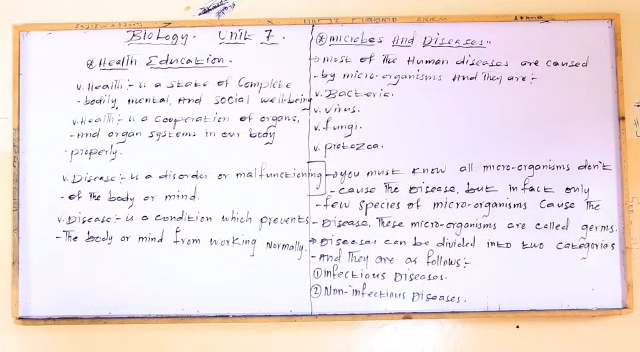 Biology. Unit 7.
Health Education.
v. Health:- is a state of complete
- bodily, mental, And social well-being
v. Health:- is a cooperation of organs,
- And organ systems in our body
- properly.
v. Disease:- is a disorder or malfunctioning
- of the body or mind.
v. Disease:- is a condition which prevents
- The body or mind from working normally.
Microbes And Diseases.
most of the Human diseases are caused
- by micro-organisms And they are:-
v. Bacteria.
v. Virus.
v. fungi.
v. protozoa.
you must know all micro-organisms don't
- cause The Disease, but in fact only
- few species of micro-organisms cause The
- Disease, These micro-organisms are called germs.
Diseases can be divided into two categories
- And They are as follows:-
① Infectious Diseases.
② Non-infectious Diseases.